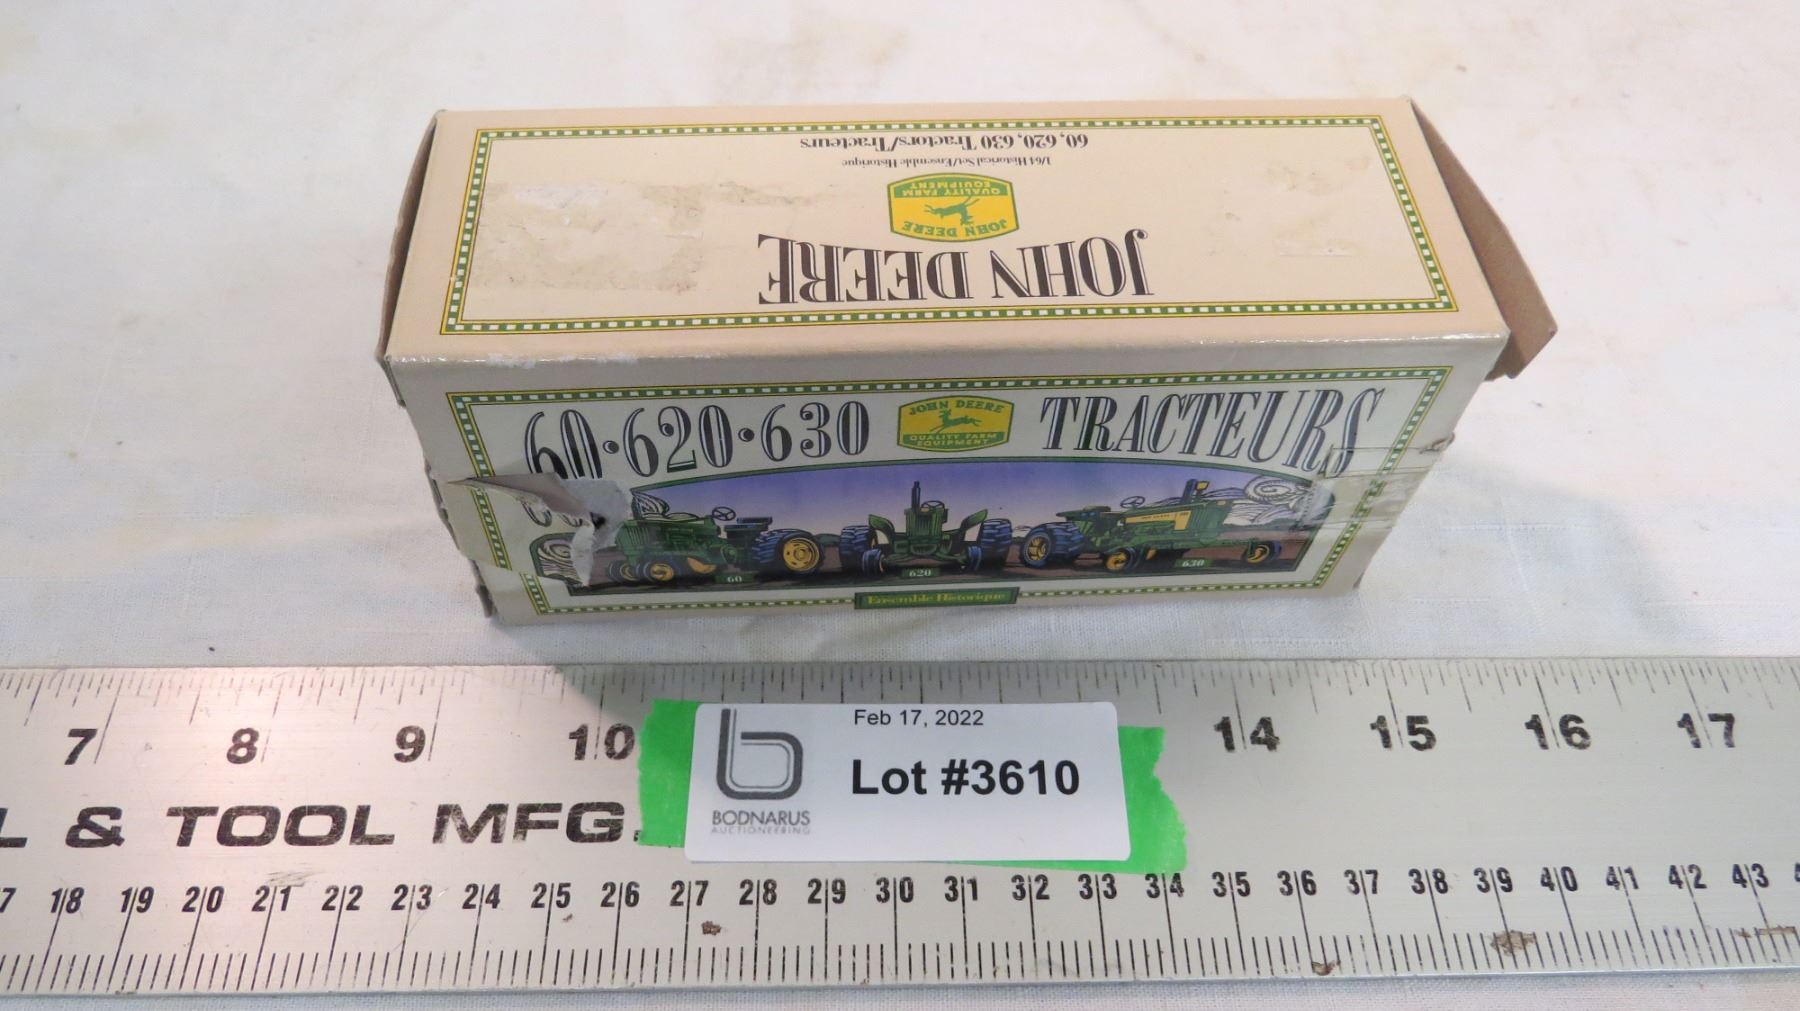 60, 620, 630 Tractors/Tracteurs
1/64 Historical Set/Ensemble Historique
QUALITY FARM
EQUIPMENT
JOHN DEERE
JOHN DEERE
60·620·630
JOHN DEERE
QUALITY FARM
EQUIPMENT
TRACTEURS
60
620
630
Ensemble Historique
7 8 9 10 14 15 16 17
Feb 17, 2022
Lot #3610
BODNARUS
AUCTIONEERING
L & TOOL MFG.
7 18 19 20 21 22 23 24 25 26 27 28 29 30 31 32 33 34 35 36 37 38 39 40 41 42 43